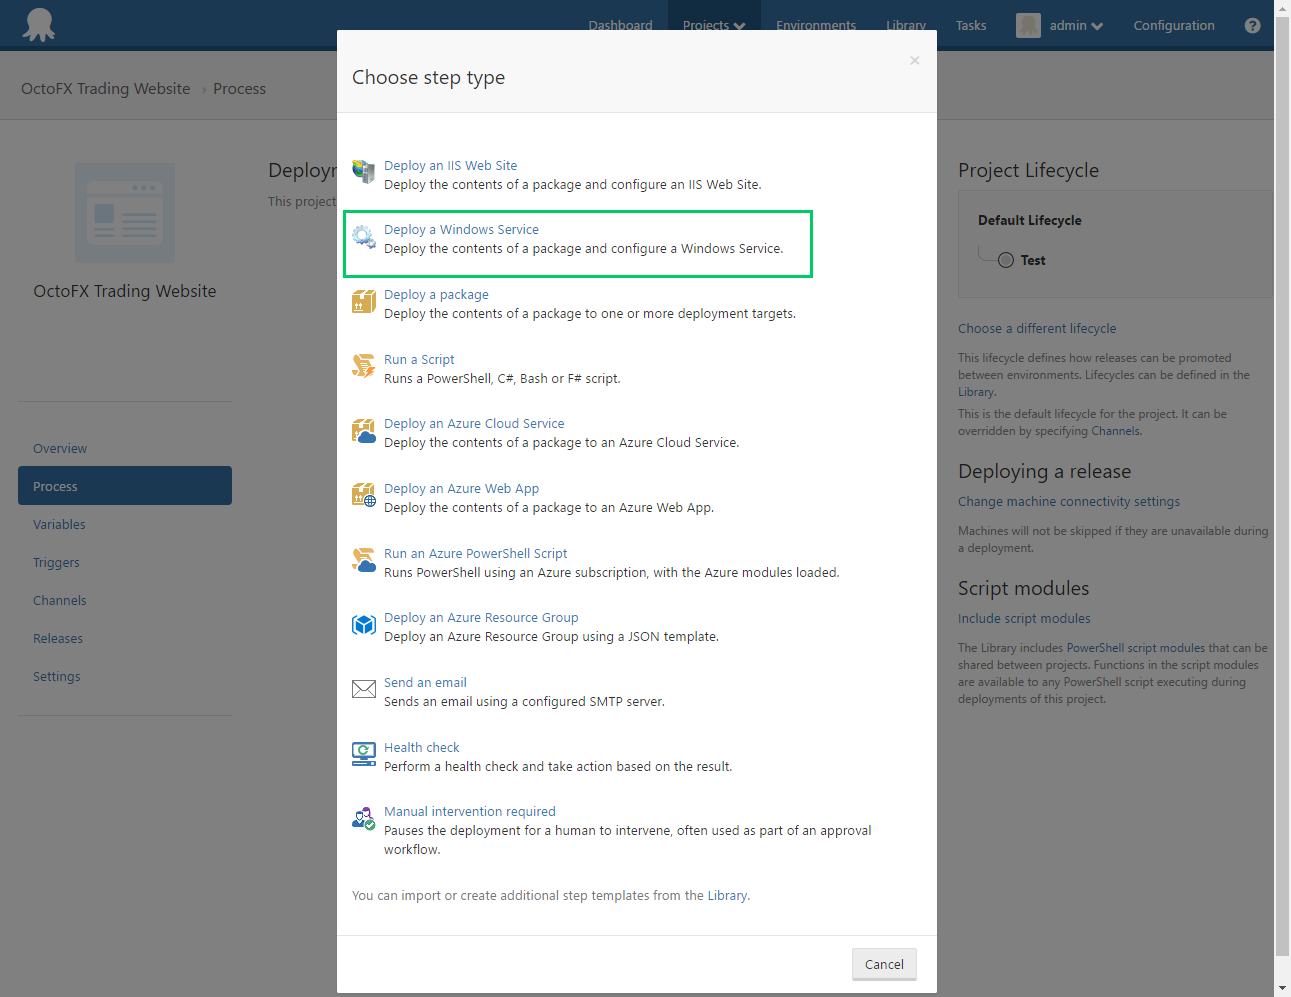 Dashboard Projects Environments Library Tasks admin Configuration ?
OctoFX Trading Website › Process
Choose step type
×
OctoFX Trading Website
Overview
Process
Variables
Triggers
Channels
Releases
Settings
This project
Deploy an IIS Web Site
Deploy the contents of a package and configure an IIS Web Site.
Deploy a Windows Service
Deploy the contents of a package and configure a Windows Service.
Deploy a package
Deploy the contents of a package to one or more deployment targets.
Run a Script
Runs a PowerShell, C#, Bash or F# script.
Deploy an Azure Cloud Service
Deploy the contents of a package to an Azure Cloud Service.
Deploy an Azure Web App
Deploy the contents of a package to an Azure Web App.
Run an Azure PowerShell Script
Runs PowerShell using an Azure subscription, with the Azure modules loaded.
Deploy an Azure Resource Group
Deploy an Azure Resource Group using a JSON template.
Send an email
Sends an email using a configured SMTP server.
Health check
Perform a health check and take action based on the result.
Manual intervention required
Pauses the deployment for a human to intervene, often used as part of an approval
workflow.
You can import or create additional step templates from the Library.
Cancel
Project Lifecycle
Default Lifecycle
Test
Choose a different lifecycle
This lifecycle defines how releases can be promoted
between environments. Lifecycles can be defined in the
Library.
This is the default lifecycle for the project. It can be
overridden by specifying Channels.
Deploying a release
Change machine connectivity settings
Machines will not be skipped if they are unavailable during
a deployment.
Script modules
Include script modules
The Library includes PowerShell script modules that can be
shared between projects. Functions in the script modules
are available to any PowerShell script executing during
deployments of this project.